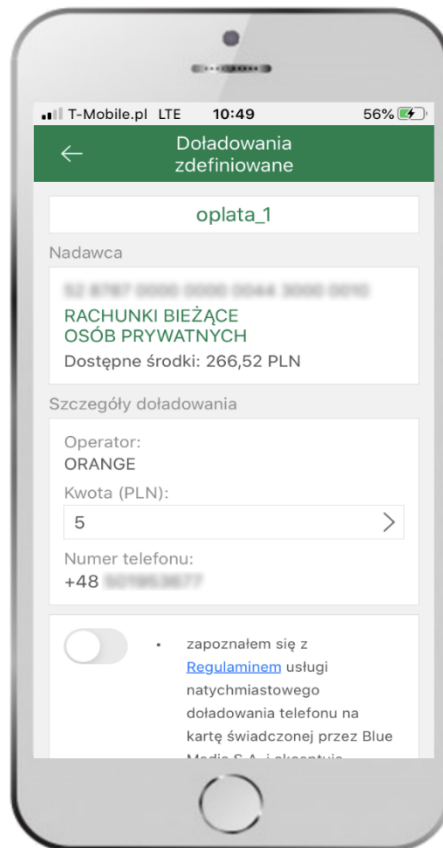 T-Mobile.pl LTE 10:49 56%
Doładowania
zdefiniowane
oplata_1
Nadawca
RACHUNKI BIEŻĄCE
OSÓB PRYWATNYCH
Dostępne środki: 266,52 PLN
Szczegóły doładowania
Operator:
ORANGE
Kwota (PLN):
5
Numer telefonu:
+48
• zapoznałem się z
Regulaminem usługi
natychmiastowego
doładowania telefonu na
kartę świadczonej przez Blue
Media S.A. i akceptuję